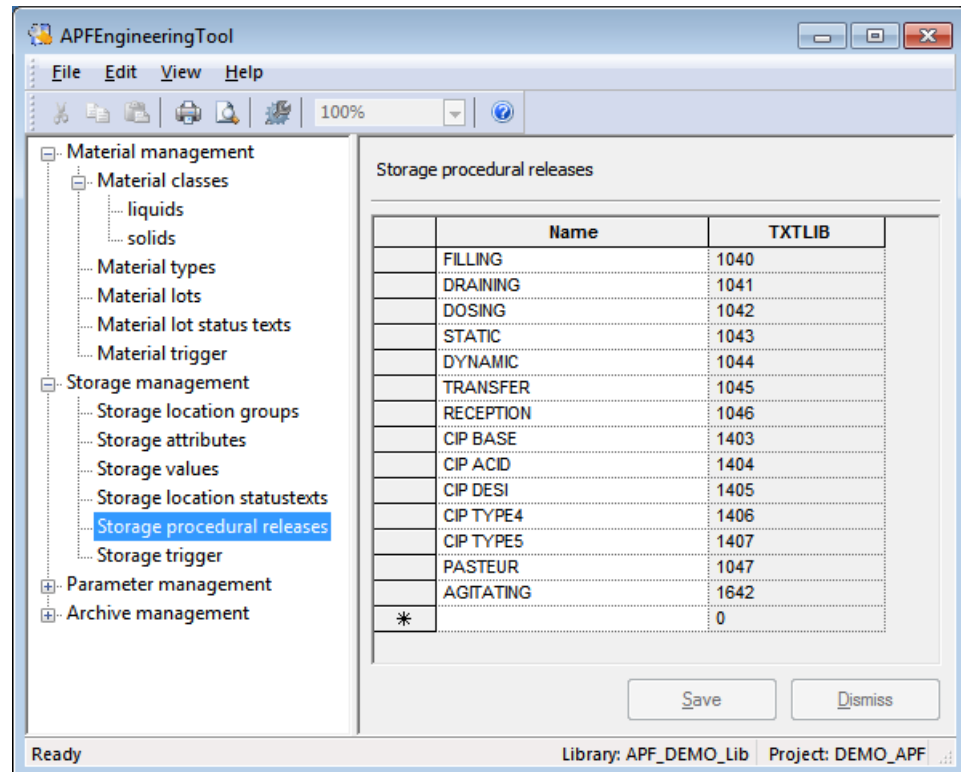 APFEngineeringTool
File Edit View Help
100%
Material management
Material classes
liquids
solids
Material types
Material lots
Material lot status texts
Material trigger
Storage management
Storage location groups
Storage attributes
Storage values
Storage location statustexts
Storage procedural releases
Storage trigger
Parameter management
Archive management
Storage procedural releases
Name TXTLIB
FILLING 1040
DRAINING 1041
DOSING 1042
STATIC 1043
DYNAMIC 1044
TRANSFER 1045
RECEPTION 1046
CIP BASE 1403
CIP ACID 1404
CIP DESI 1405
CIP TYPE4 1406
CIP TYPE5 1407
PASTEUR 1047
AGITATING 1642
0
Save Dismiss
Ready Library: APF_DEMO_Lib Project: DEMO_APF